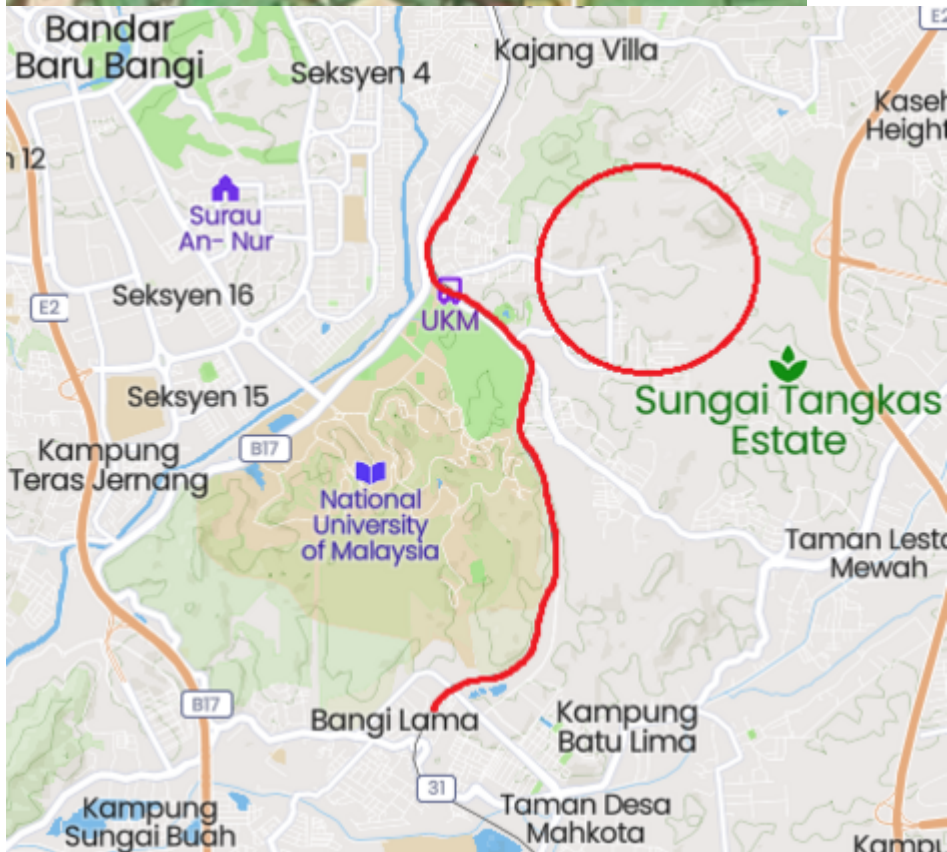 Bandar
Baru Bangi
Seksyen 4
Kajang Villa
E2
Kaseh
Height
12
Surau
An- Nur
Seksyen 16
E2
UKM
Seksyen 15
Sungai Tangkas
Estate
Kampung
Teras Jernang
B17
National
University
of Malaysia
Taman Lesta
Mewah
B17
Bangi Lama
Kampung
Batu Lima
31
Kampung
Sungai Buah
Taman Desa
Mahkota
Kampu